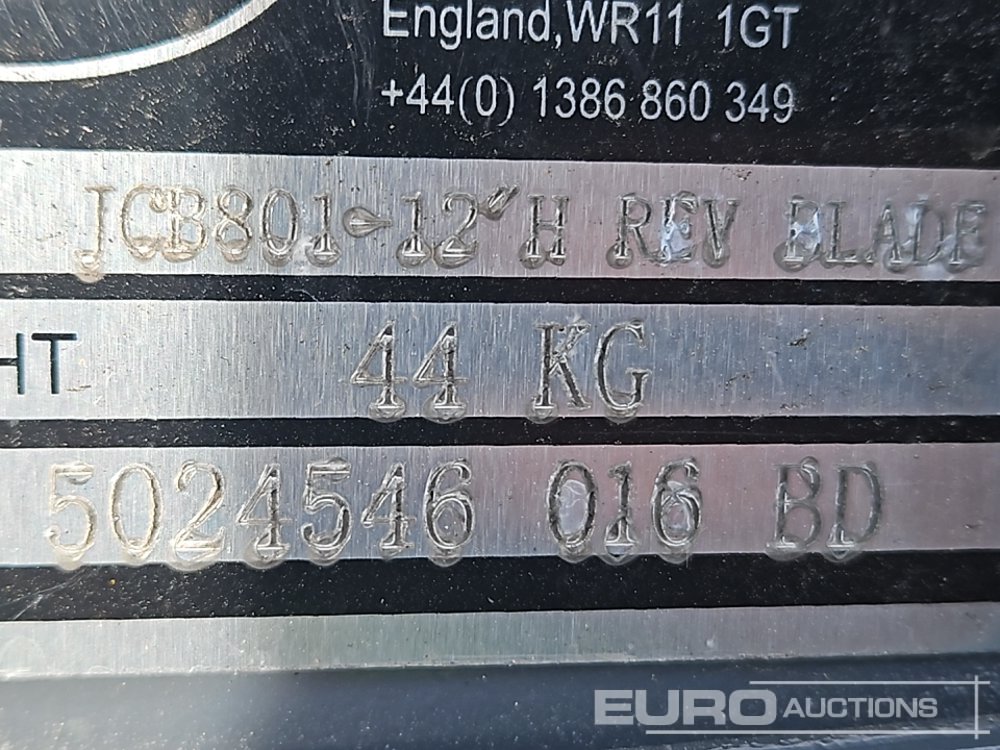 England, WR11 1GT
+44(0) 1386 860 349
JCB801-12" H REV BLADE
HT 44 KG
5024546 016 BD
EURO AUCTIONS